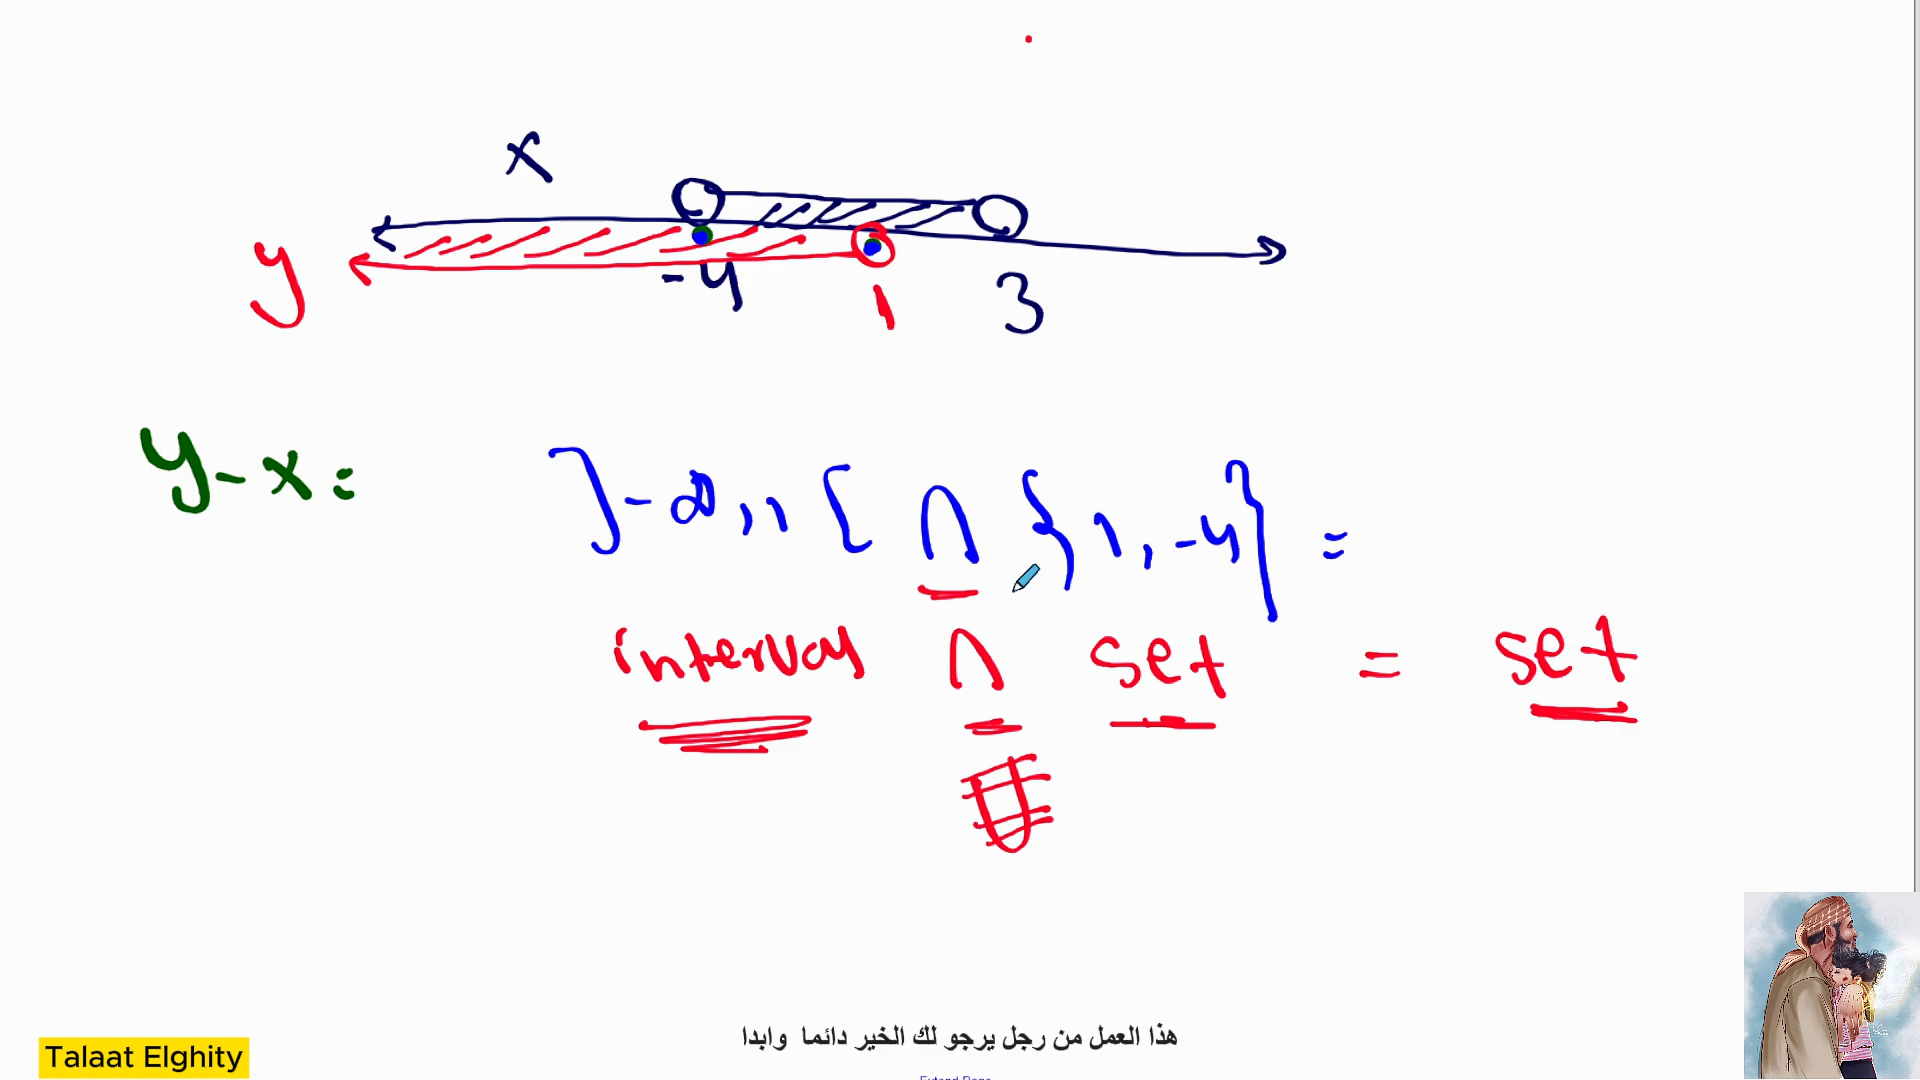 x
y
-4 1 3
y - x =
]-∞, 1[ ∩ {1, -4} =
interval ∩ set = set
هذا العمل من رجل يرجو لك الخير دائما وابدا
Talaat Elghity